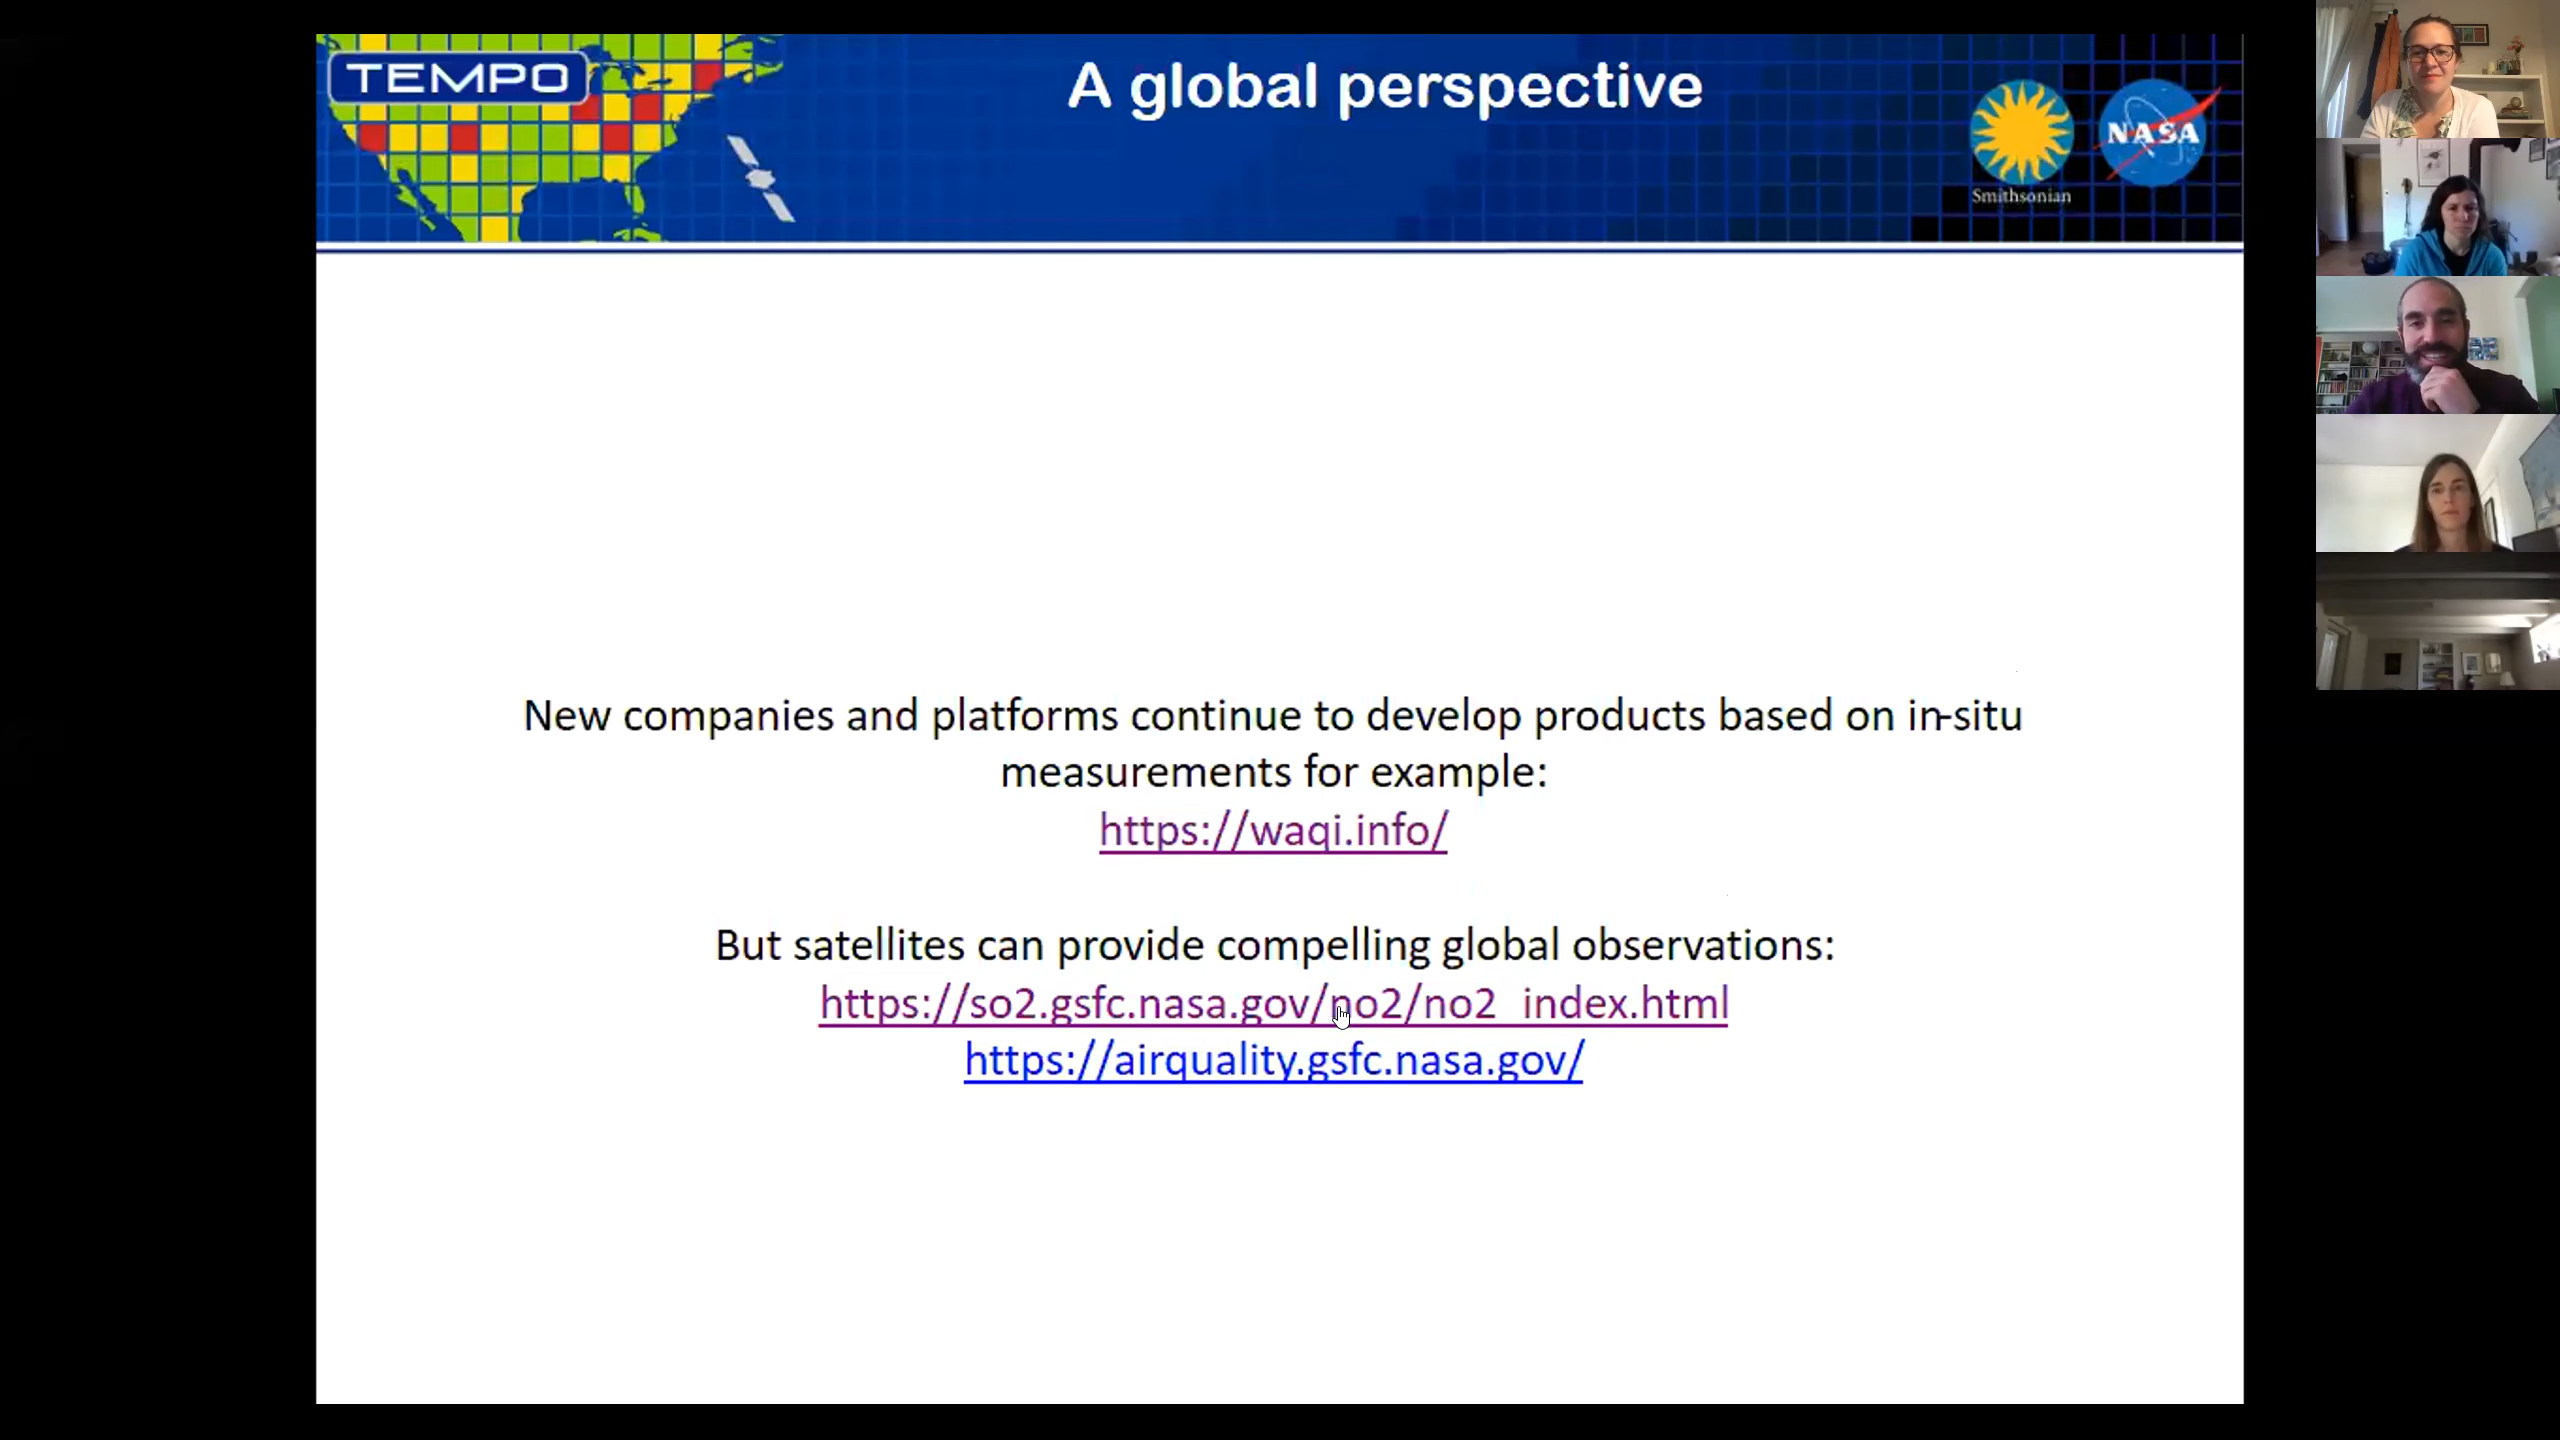 TEMPO
A global perspective
Smithsonian
NASA
New companies and platforms continue to develop products based on in-situ
measurements for example:
https://waqi.info/
But satellites can provide compelling global observations:
https://so2.gsfc.nasa.gov/no2/no2_index.html
https://airquality.gsfc.nasa.gov/